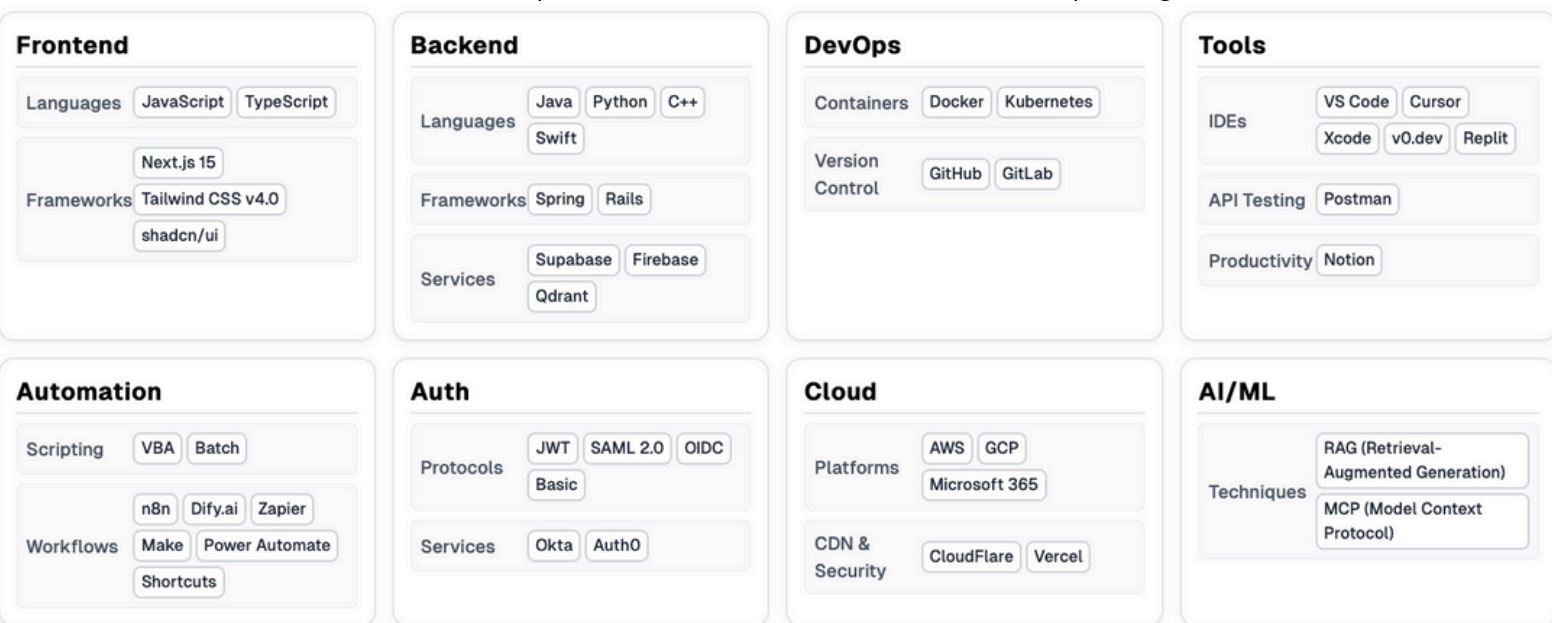 Frontend
Languages JavaScript TypeScript
Frameworks Next.js 15
Tailwind CSS v4.0
shadcn/ui
Backend
Languages Java Python C++
Swift
Frameworks Spring Rails
Services Supabase Firebase
Qdrant
DevOps
Containers Docker Kubernetes
Version
Control GitHub GitLab
Tools
IDEs VS Code Cursor
Xcode v0.dev Replit
API Testing Postman
Productivity Notion
Automation
Scripting VBA Batch
Workflows n8n Dify.ai Zapier
Make Power Automate
Shortcuts
Auth
Protocols JWT SAML 2.0 OIDC
Basic
Services Okta Auth0
Cloud
Platforms AWS GCP
Microsoft 365
CDN &
Security CloudFlare Vercel
AI/ML
Techniques RAG (Retrieval-
Augmented Generation)
MCP (Model Context
Protocol)